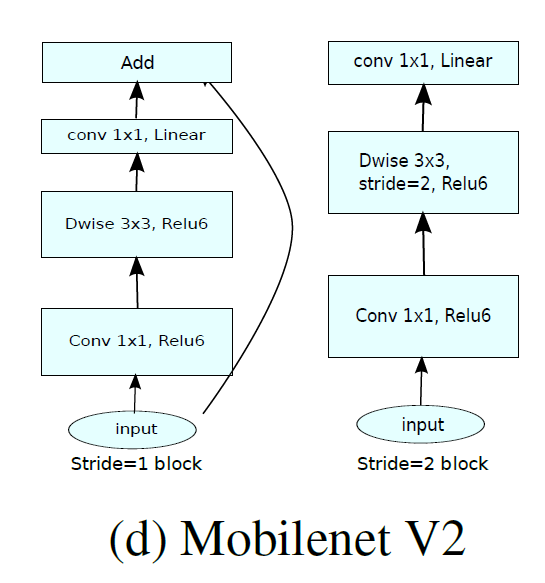 Add
conv 1x1, Linear
Dwise 3x3, Relu6
Conv 1x1, Relu6
input
Stride=1 block
conv 1x1, Linear
Dwise 3x3,
stride=2, Relu6
Conv 1x1, Relu6
input
Stride=2 block
(d) Mobilenet V2